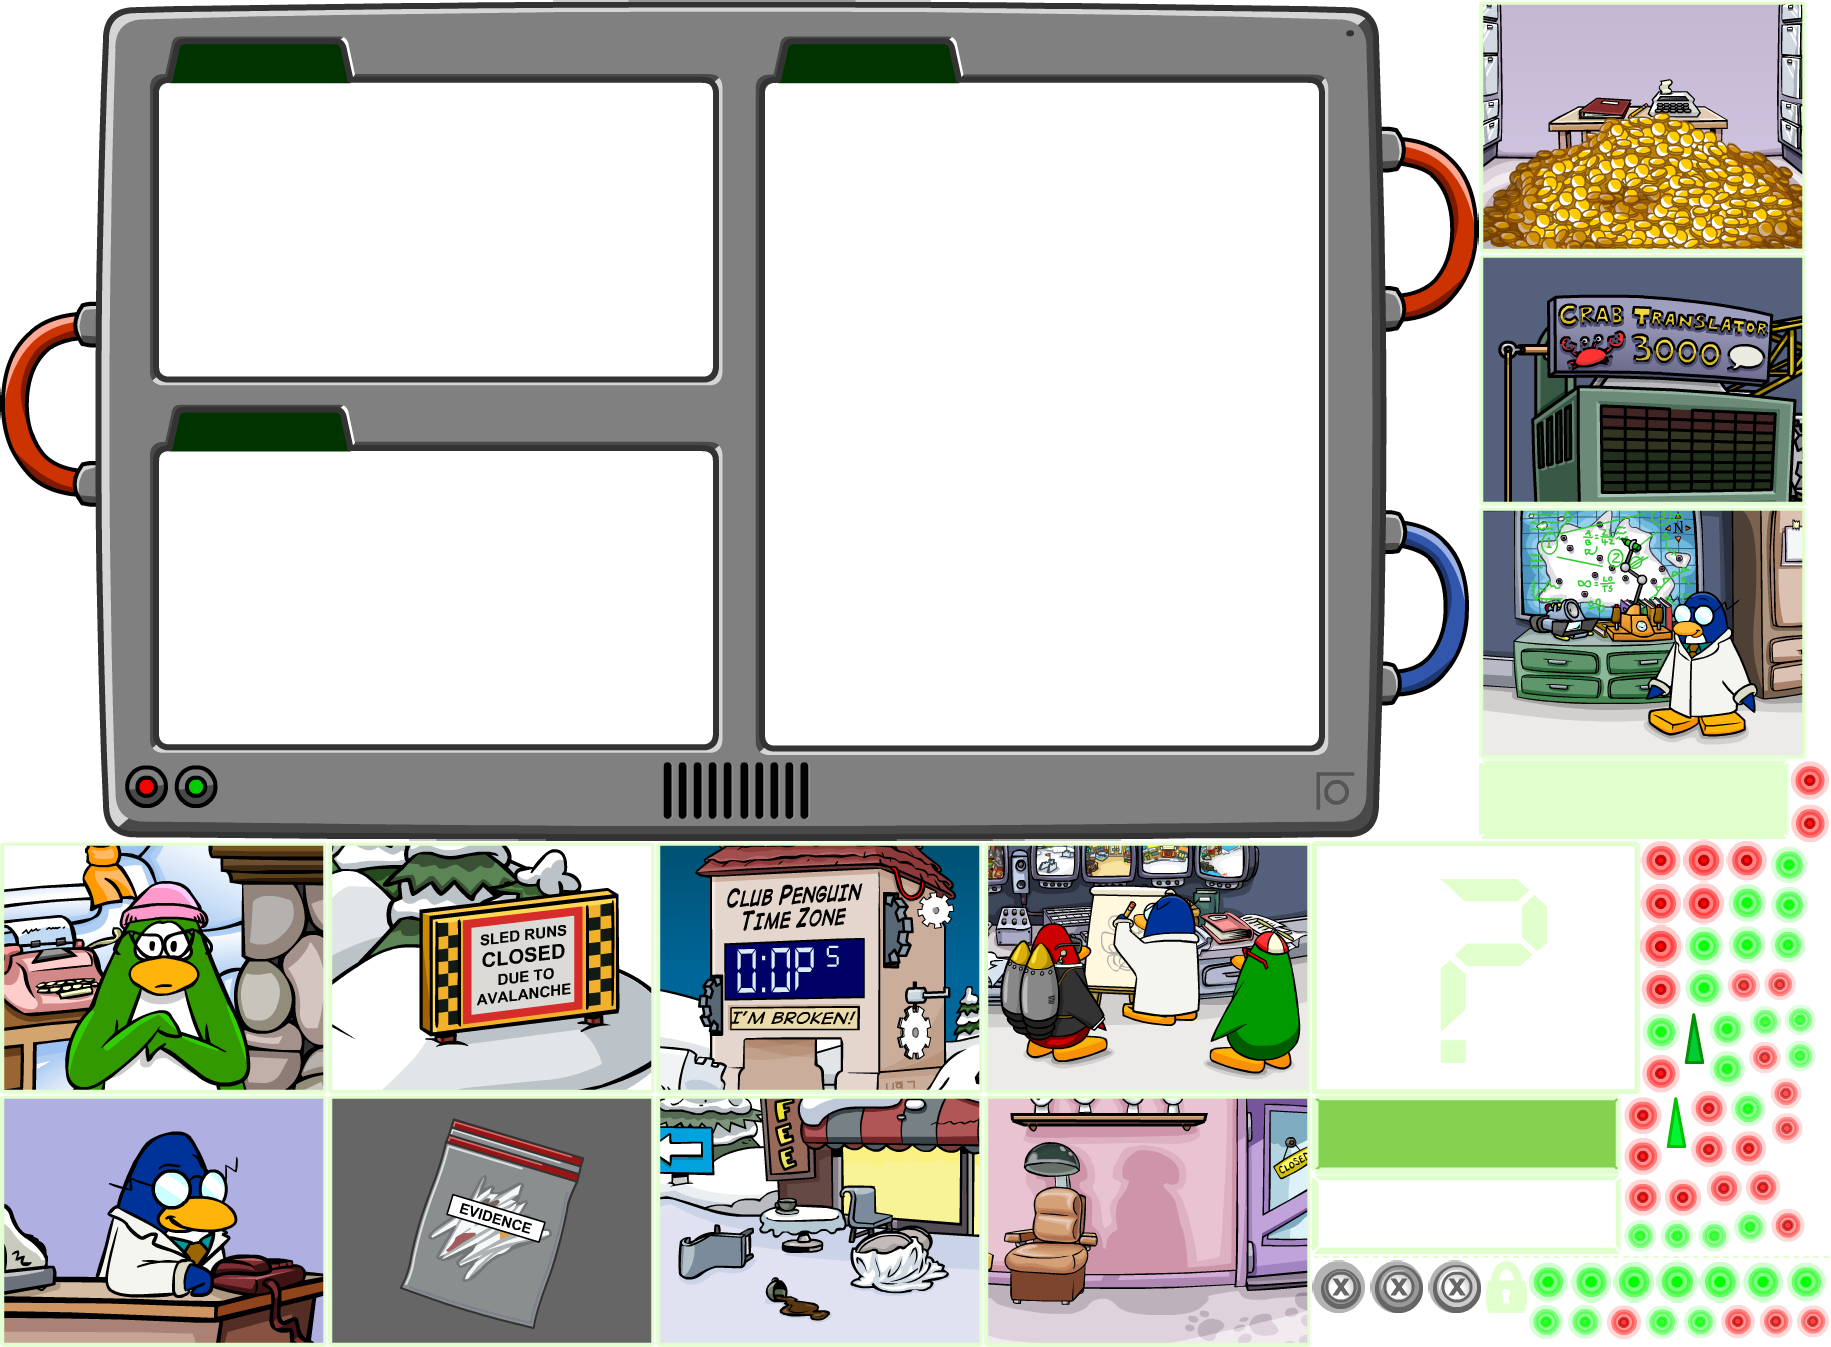 CRAB TRANSLATOR
3000
N
SLED RUNS
CLOSED
DUE TO
AVALANCHE
CLUB PENGUIN
TIME ZONE
0:0P 5
I'M BROKEN!
EVIDENCE
FEE
CLOSED
?
X X X